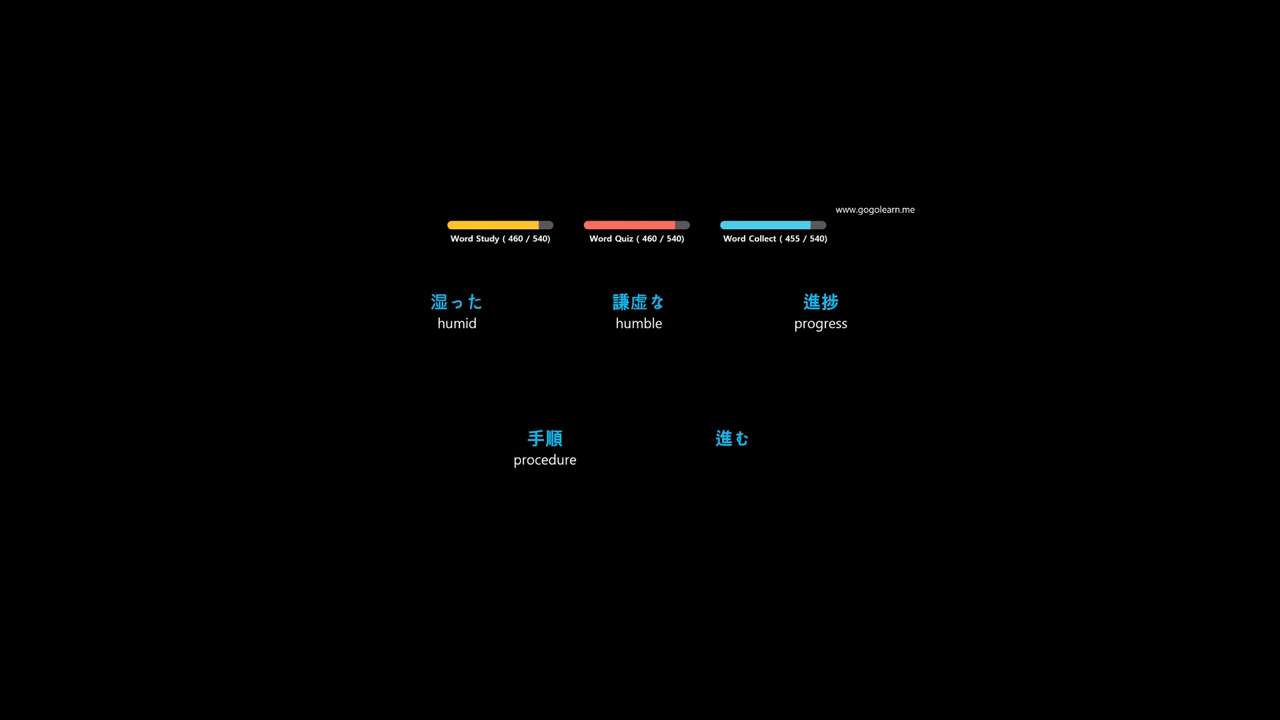 www.gogolearn.me
Word Study ( 460 / 540)
Word Quiz ( 460 / 540)
Word Collect ( 455 / 540)
湿った
humid
謙虚な
humble
進捗
progress
手順
procedure
進む